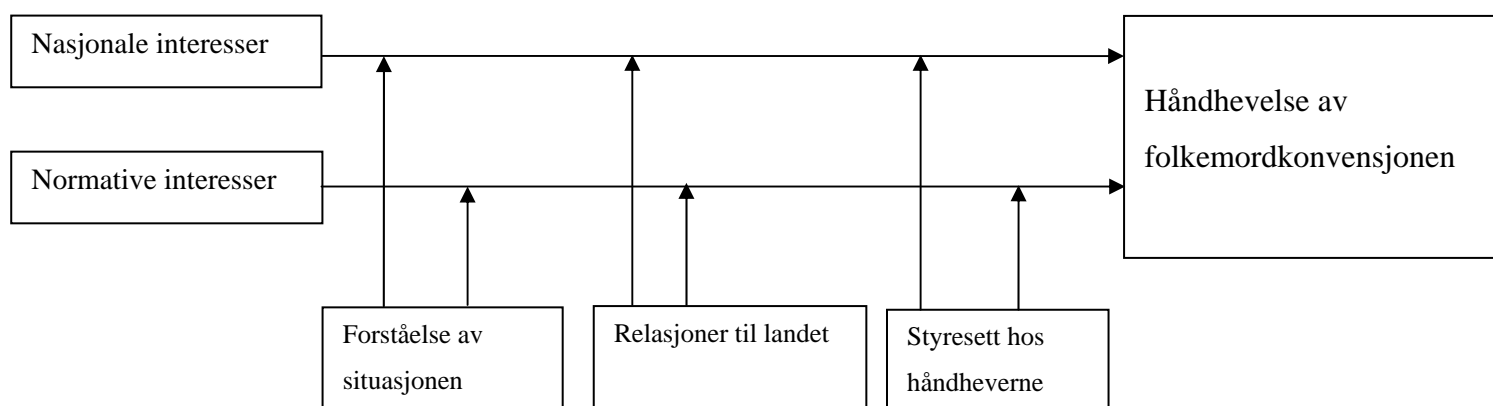 Nasjonale interesser
Normative interesser
Håndhevelse av
folkemordkonvensjonen
Forståelse av
situasjonen
Relasjoner til landet
Styresett hos
håndheverne